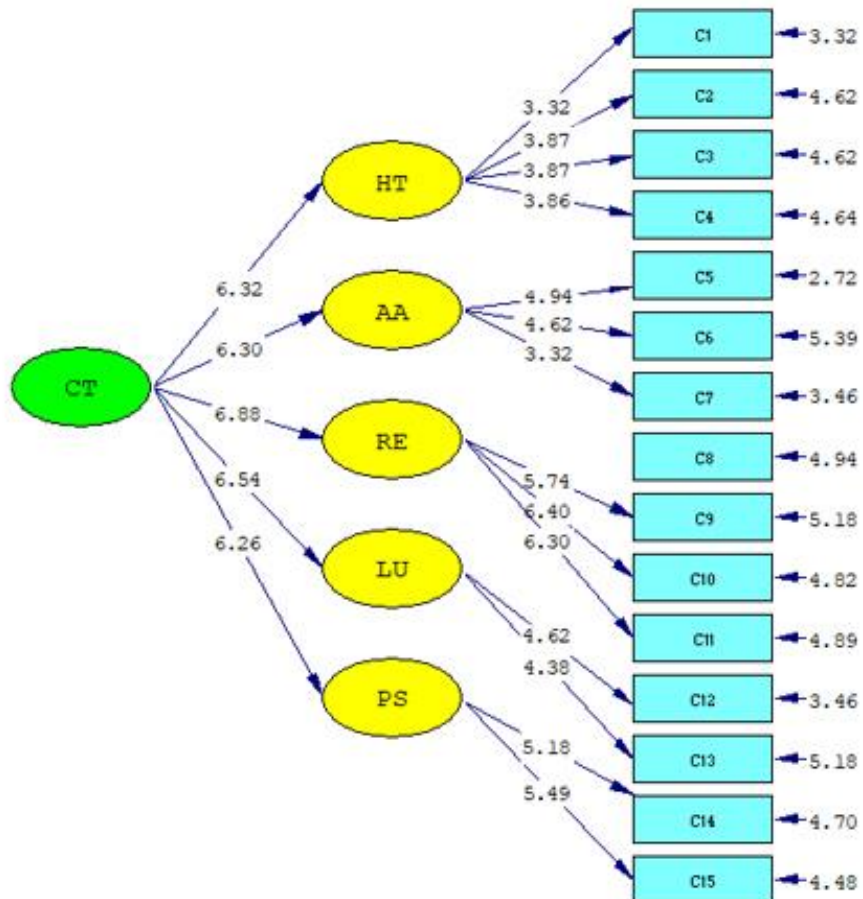 C1
3.32
C2
4.62
3.32
3.87
C3
4.62
HT
3.87
3.86
C4
4.64
C5
2.72
6.32
4.94
AA
4.62
C6
5.39
6.30
3.32
CT
C7
3.46
6.88
RE
C8
4.94
6.54
5.74
6.40
C9
5.18
6.26
6.30
LU
C10
4.82
C11
4.89
4.62
4.38
PS
C12
3.46
5.18
C13
5.18
5.49
C14
4.70
C15
4.48